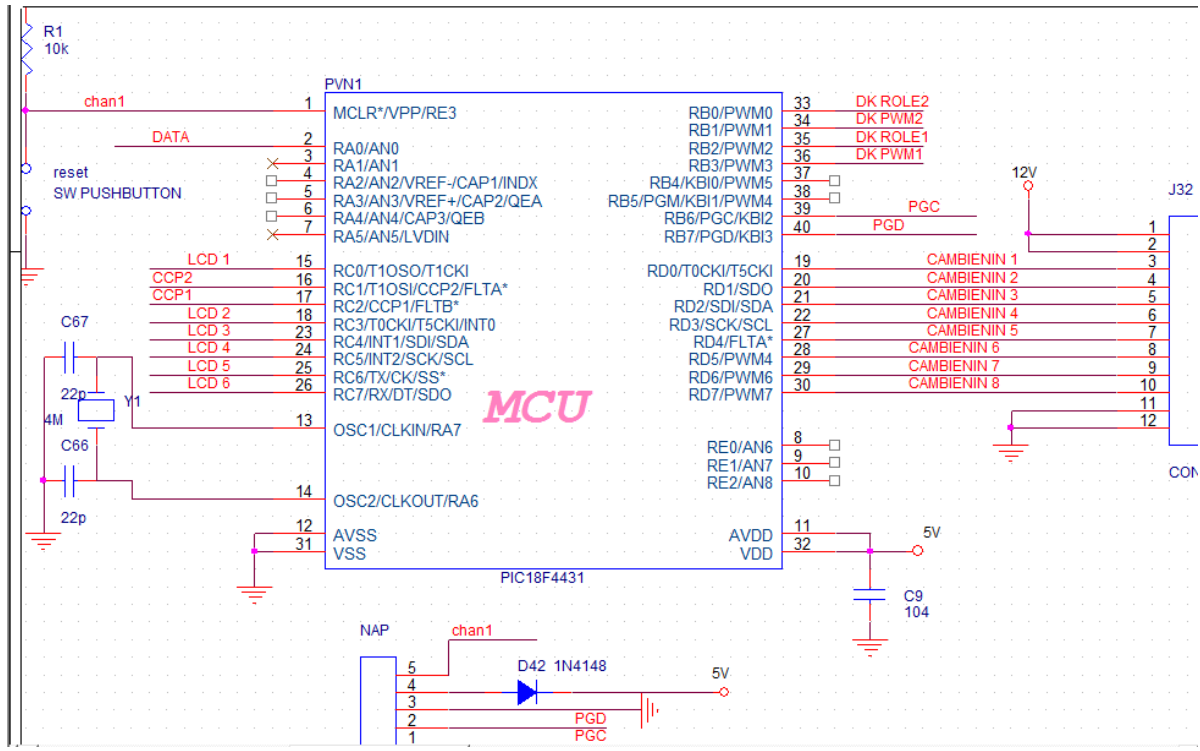 R1
10k
chan1
DATA
reset
SW PUSHBUTTON
LCD 1
CCP2
CCP1
LCD 2
LCD 3
LCD 4
LCD 5
LCD 6
C67
22p
Y1
4M
C66
22p
PVN1
1 MCLR*/VPP/RE3
2 RA0/AN0
3 RA1/AN1
4 RA2/AN2/VREF-/CAP1/INDX
5 RA3/AN3/VREF+/CAP2/QEA
6 RA4/AN4/CAP3/QEB
7 RA5/AN5/LVDIN
15 RC0/T1OSO/T1CKI
16 RC1/T1OSI/CCP2/FLTA*
17 RC2/CCP1/FLTB*
18 RC3/T0CKI/T5CKI/INT0
23 RC4/INT1/SDI/SDA
24 RC5/INT2/SCK/SCL
25 RC6/TX/CK/SS*
26 RC7/RX/DT/SDO
13 OSC1/CLKIN/RA7
14 OSC2/CLKOUT/RA6
12 AVSS
31 VSS
MCU
RB0/PWM0 33 DK ROLE2
RB1/PWM1 34 DK PWM2
RB2/PWM2 35 DK ROLE1
RB3/PWM3 36 DK PWM1
RB4/KBI0/PWM5 37
RB5/PGM/KBI1/PWM4 38
RB6/PGC/KBI2 39 PGC
RB7/PGD/KBI3 40 PGD
RD0/T0CKI/T5CKI 19 CAMBIENIN 1
RD1/SDO 20 CAMBIENIN 2
RD2/SDI/SDA 21 CAMBIENIN 3
RD3/SCK/SCL 22 CAMBIENIN 4
RD4/FLTA* 27 CAMBIENIN 5
RD5/PWM4 28 CAMBIENIN 6
RD6/PWM6 29 CAMBIENIN 7
RD7/PWM7 30 CAMBIENIN 8
RE0/AN6 8
RE1/AN7 9
RE2/AN8 10
AVDD 11
VDD 32
5V
PIC18F4431
C9
104
12V
J32
1
2
3
4
5
6
7
8
9
10
11
12
CON
NAP
chan1
5
4
3
2
1
D42 1N4148
5V
PGD
PGC